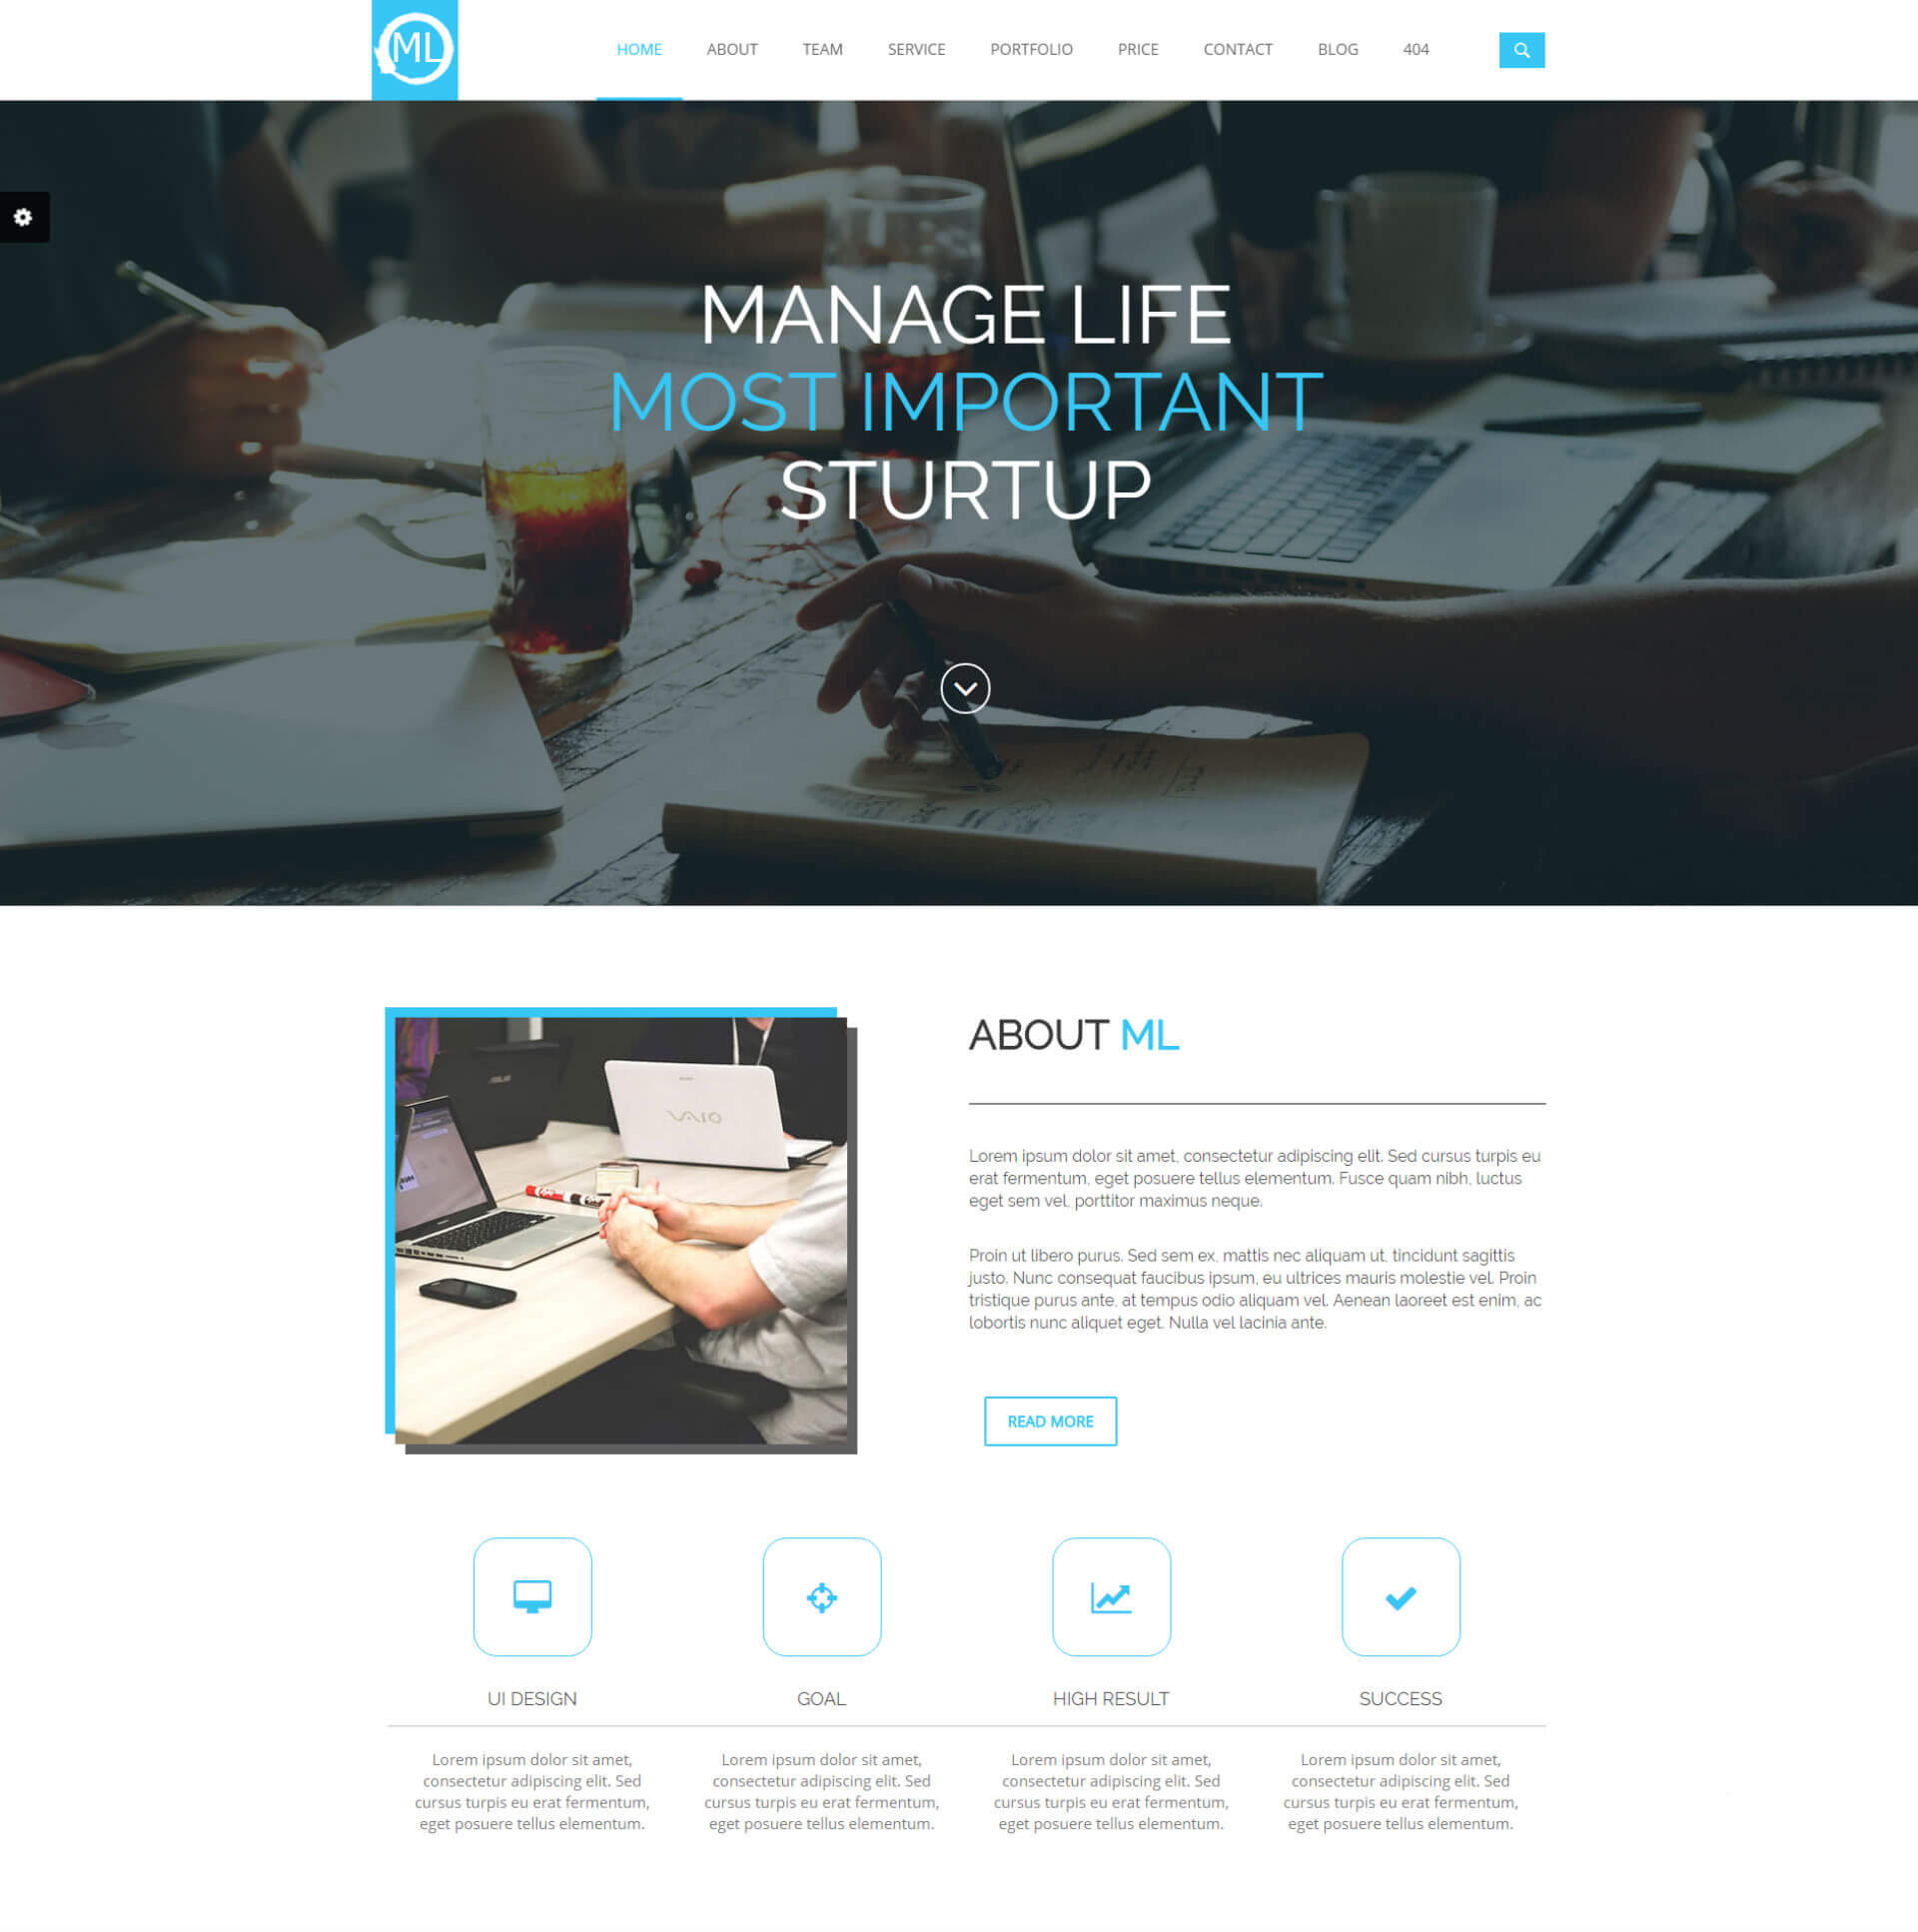 ML
HOME ABOUT TEAM SERVICE PORTFOLIO PRICE CONTACT BLOG 404
MANAGE LIFE
MOST IMPORTANT
STURTUP
ASUS
VAIO
ABOUT ML
Lorem ipsum dolor sit amet, consectetur adipiscing elit. Sed cursus turpis eu
erat fermentum, eget posuere tellus elementum. Fusce quam nibh, luctus
eget sem vel, porttitor maximus neque.
Proin ut libero purus. Sed sem ex, mattis nec aliquam ut, tincidunt sagittis
justo. Nunc consequat faucibus ipsum, eu ultrices mauris molestie vel. Proin
tristique purus ante, at tempus odio aliquam vel. Aenean laoreet est enim, ac
lobortis nunc aliquet eget. Nulla vel lacinia ante.
READ MORE
UI DESIGN
Lorem ipsum dolor sit amet,
consectetur adipiscing elit. Sed
cursus turpis eu erat fermentum,
eget posuere tellus elementum.
GOAL
Lorem ipsum dolor sit amet,
consectetur adipiscing elit. Sed
cursus turpis eu erat fermentum,
eget posuere tellus elementum.
HIGH RESULT
Lorem ipsum dolor sit amet,
consectetur adipiscing elit. Sed
cursus turpis eu erat fermentum,
eget posuere tellus elementum.
SUCCESS
Lorem ipsum dolor sit amet,
consectetur adipiscing elit. Sed
cursus turpis eu erat fermentum,
eget posuere tellus elementum.